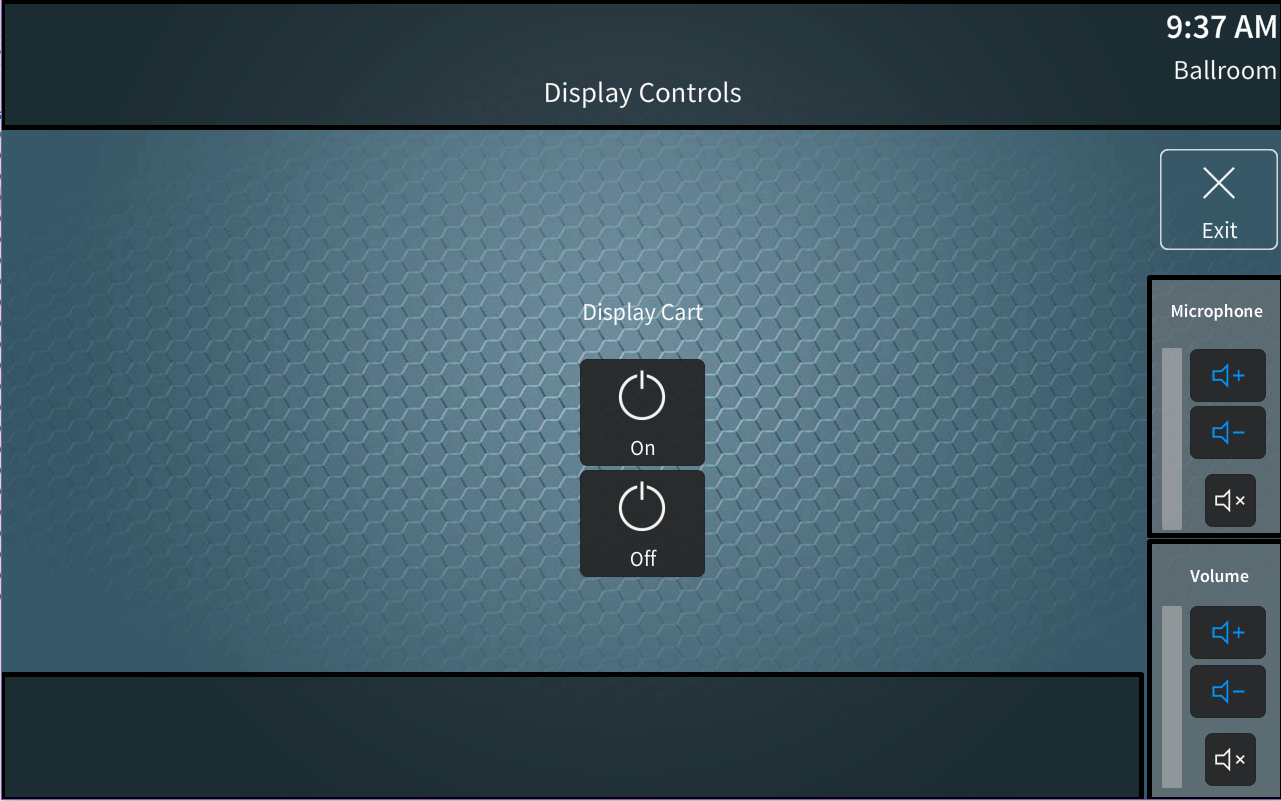 9:37 AM
Ballroom
Display Controls
Exit
Display Cart
On
Off
Microphone
Volume